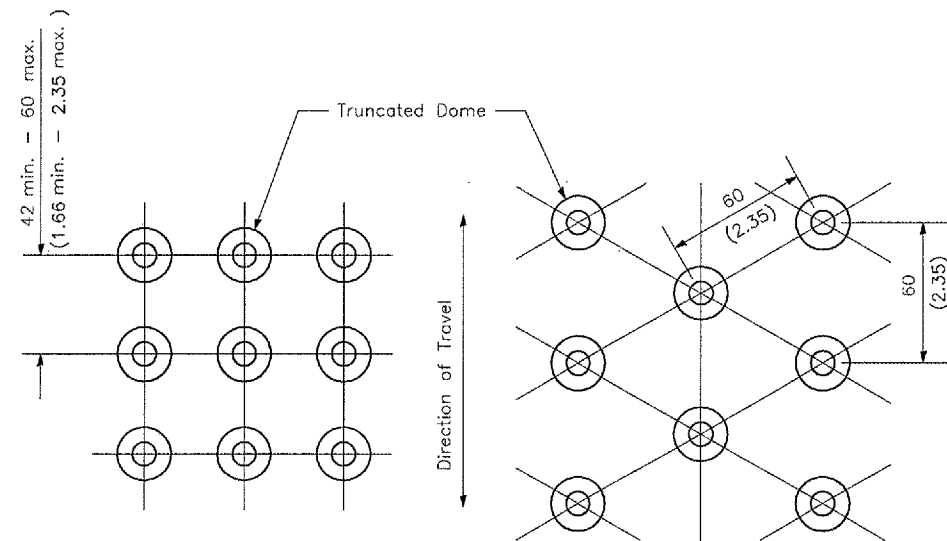 42 min. – 60 max.
(1.66 min. – 2.35 max.)
Truncated Dome
Direction of Travel
60
(2.35)
60
(2.35)